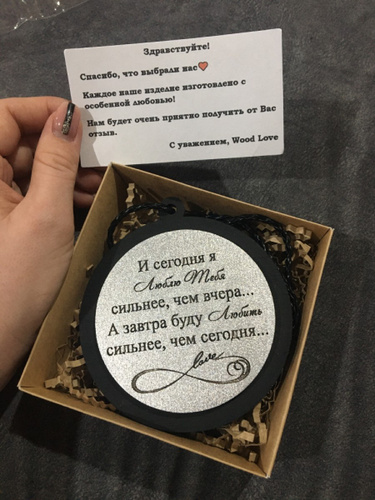 Здравствуйте!
Спасибо, что выбрали нас❤
Каждое наше изделие изготовлено с
особенной любовью!
Нам будет очень приятно получить от Вас
отзыв.
С уважением, Wood Love
И сегодня я
Люблю Тебя
сильнее, чем вчера...
А завтра буду Любить
сильнее, чем сегодня...
love